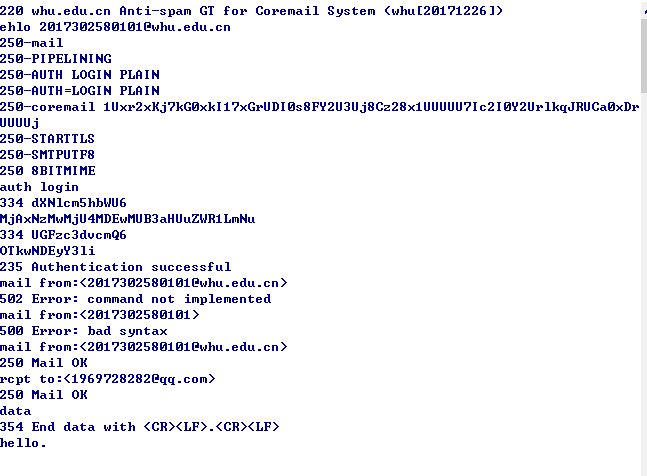 220 whu.edu.cn Anti-spam GT for Coremail System (whu[20171226])
ehlo 2017302580101@whu.edu.cn
250-mail
250-PIPELINING
250-AUTH LOGIN PLAIN
250-AUTH=LOGIN PLAIN
250-coremail 1Uxr2xKj7kG0xkI17xGrUDI0s8FY2U3Uj8Cz28x1UUUUU7Ic2I0Y2UrlkqJRUCa0xDr
UUUUj
250-STARTTLS
250-SMTPUTF8
250 8BITMIME
auth login
334 dXNlcm5hbWU6
MjAxNzMwMjU4MDEwMUB3aHUuZWR1LmNu
334 UGFzc3dvcmQ6
OTkwNDEyY3li
235 Authentication successful
mail from:<2017302580101@whu.edu.cn>
502 Error: command not implemented
mail from:<2017302580101>
500 Error: bad syntax
mail from:<2017302580101@whu.edu.cn>
250 Mail OK
rcpt to:<1969728282@qq.com>
250 Mail OK
data
354 End data with <CR><LF>.<CR><LF>
hello.